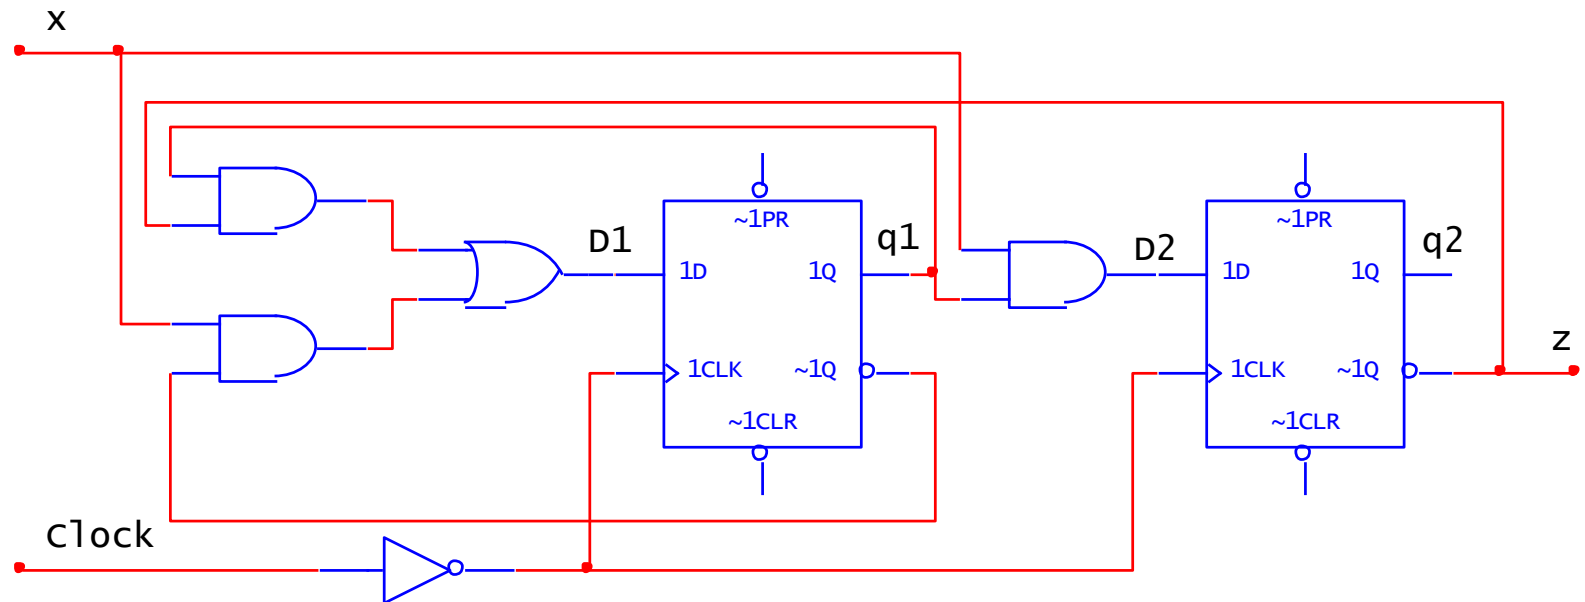 x
~1PR
~1PR
D1
q1
D2
q2
1D
1Q
1D
1Q
z
1CLK
~1Q
1CLK
~1Q
~1CLR
~1CLR
Clock